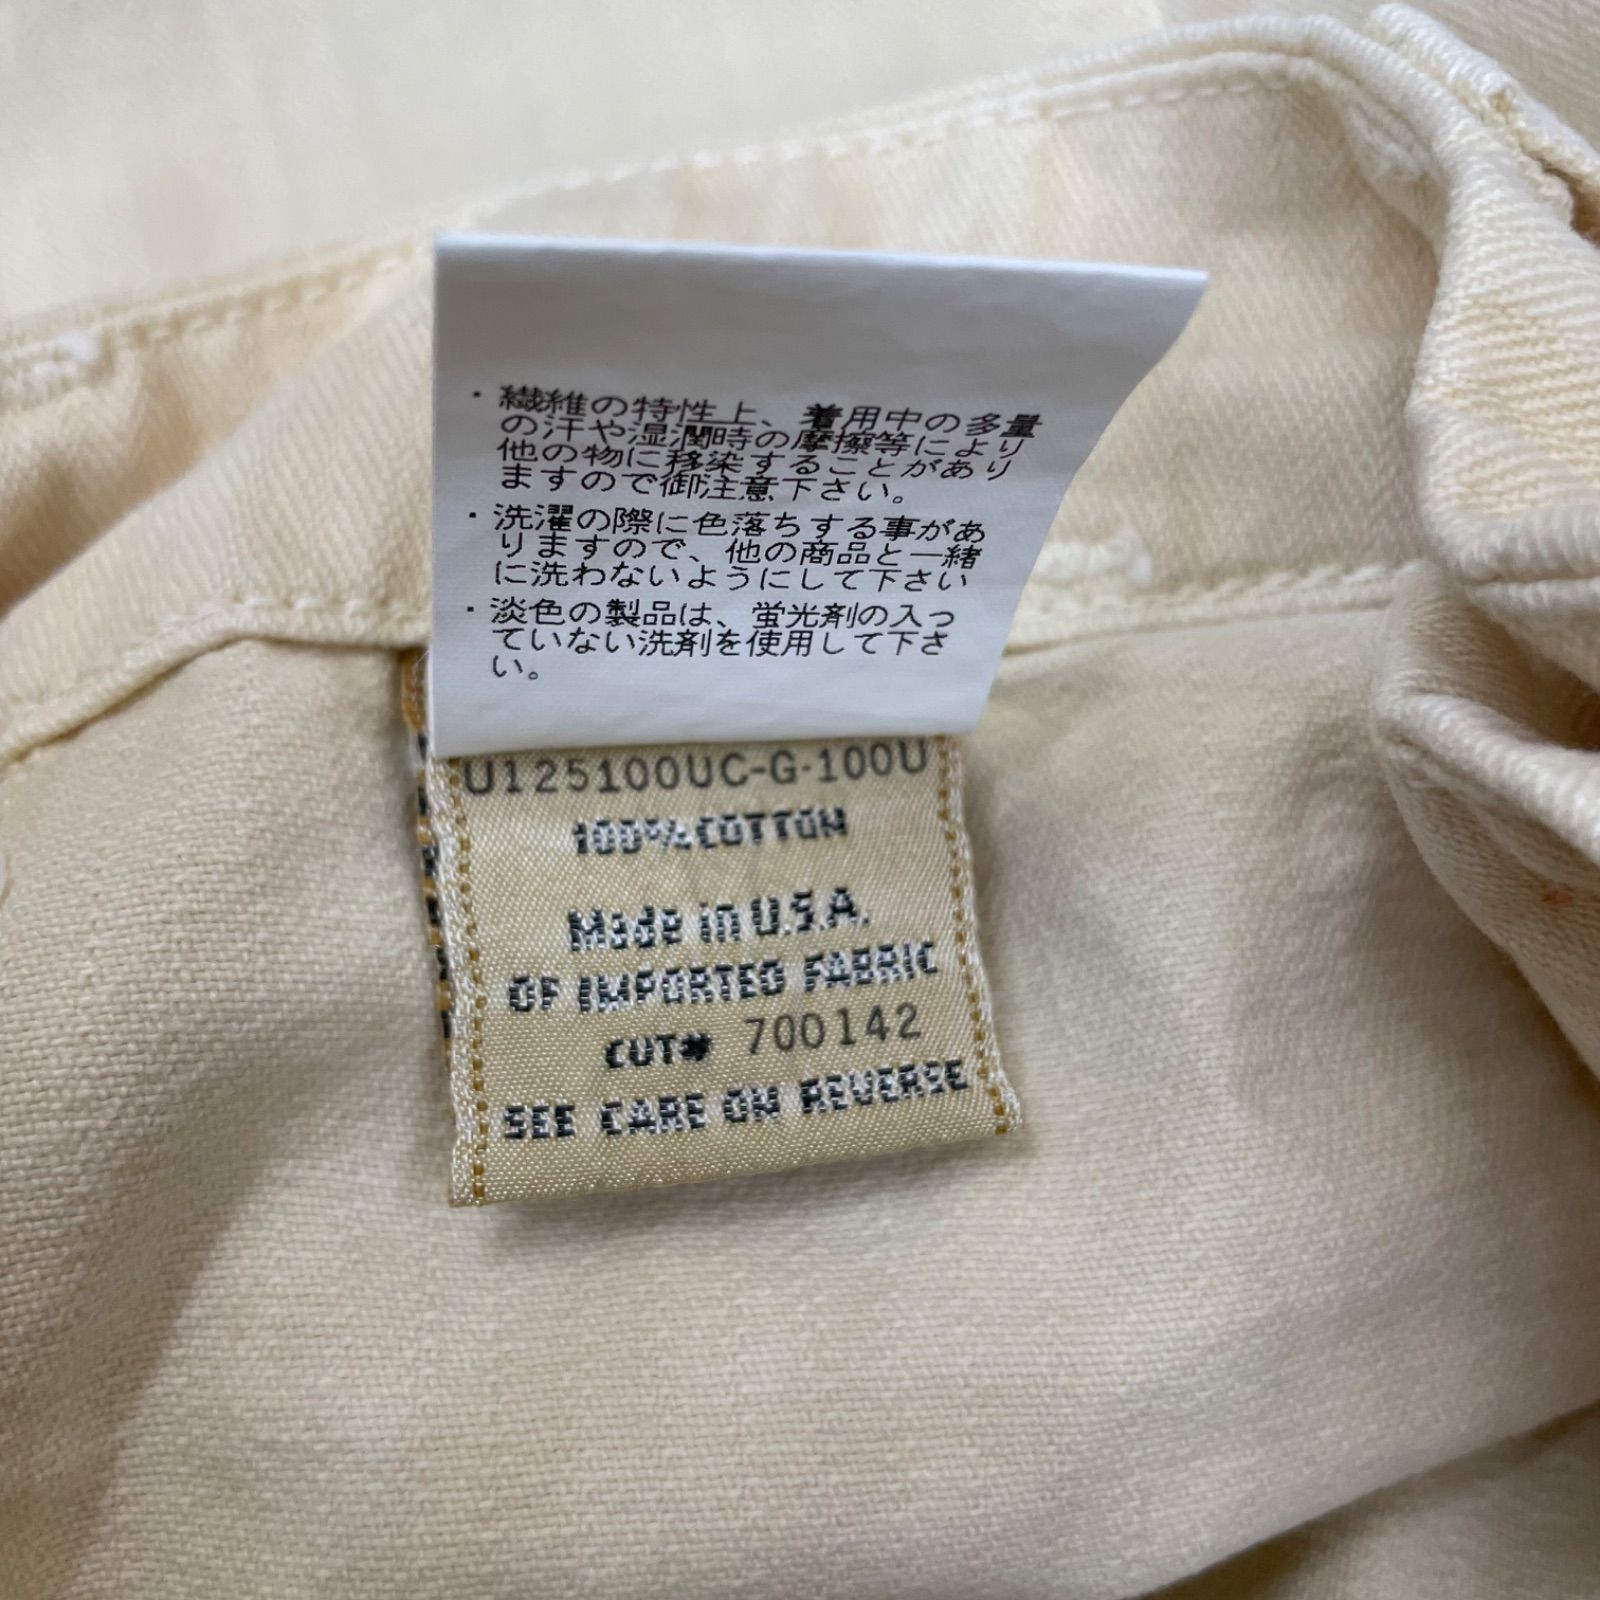 ・繊維の特性上、着用中の多量
の汗や湿潤時の摩擦等により
他の物に移染することがあり
ますので御注意下さい。
・洗濯の際に色落ちする事があ
りますので、他の商品と一緒
に洗わないようにして下さい
・淡色の製品は、蛍光剤の入っ
ていない洗剤を使用して下さ
い。
U125100UC-G-100U
100% COTTON
Made in U.S.A.
OF IMPORTED FABRIC
CUT# 700142
SEE CARE ON REVERSE